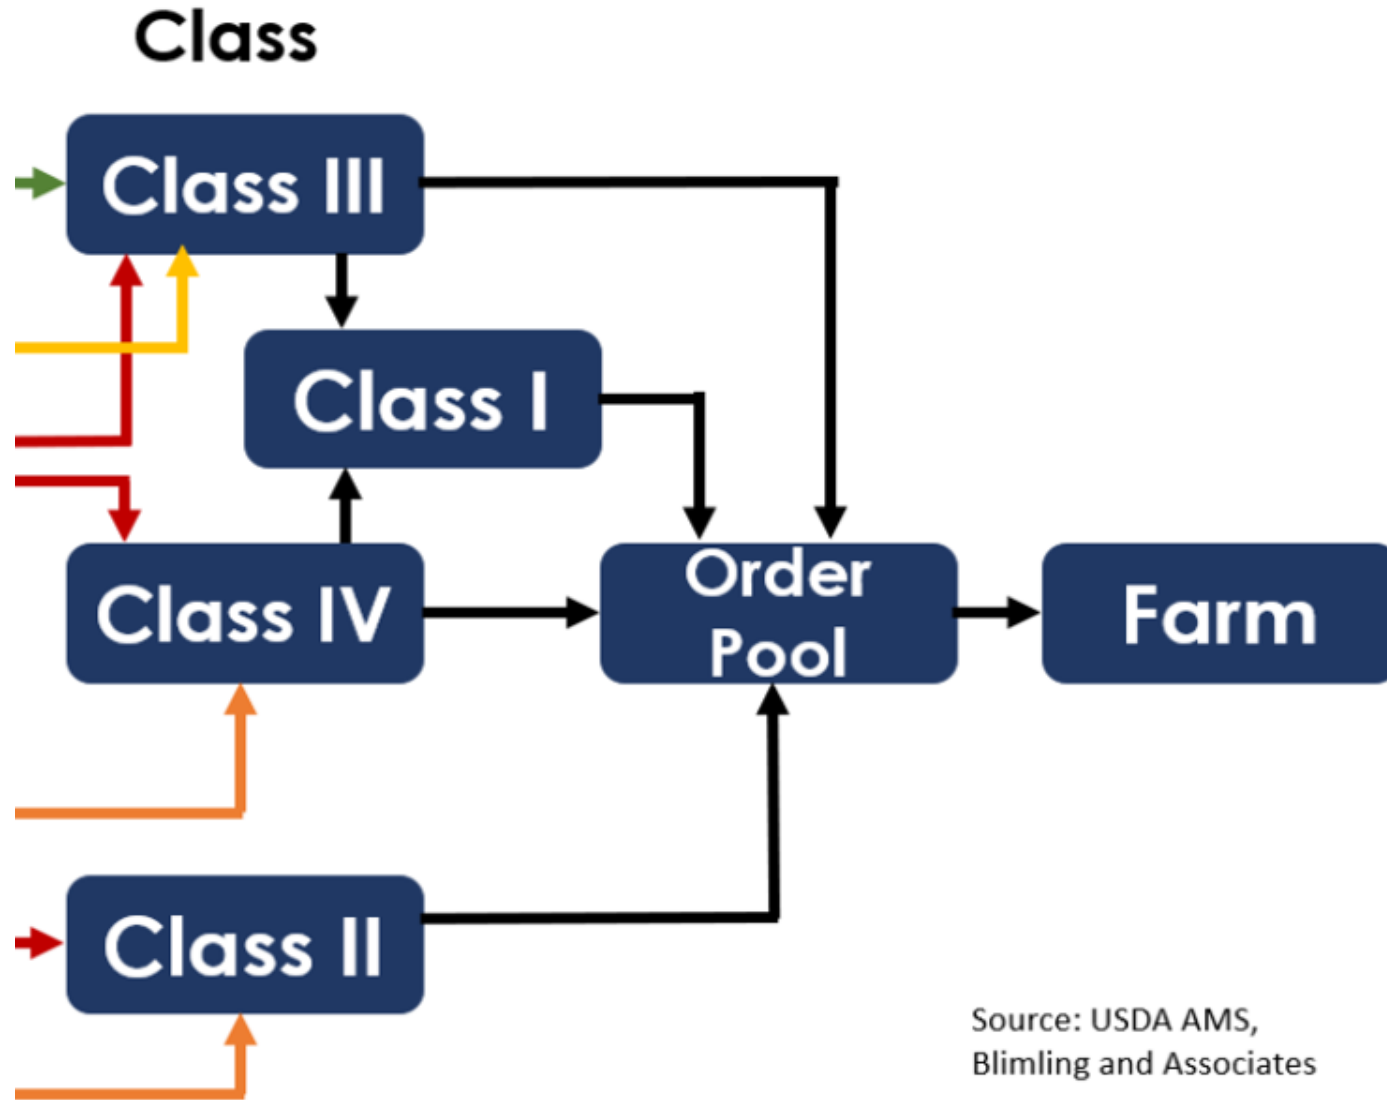 Class
Class III
Class I
Class IV
Order
Pool
Farm
Class II
Source: USDA AMS,
Blimling and Associates